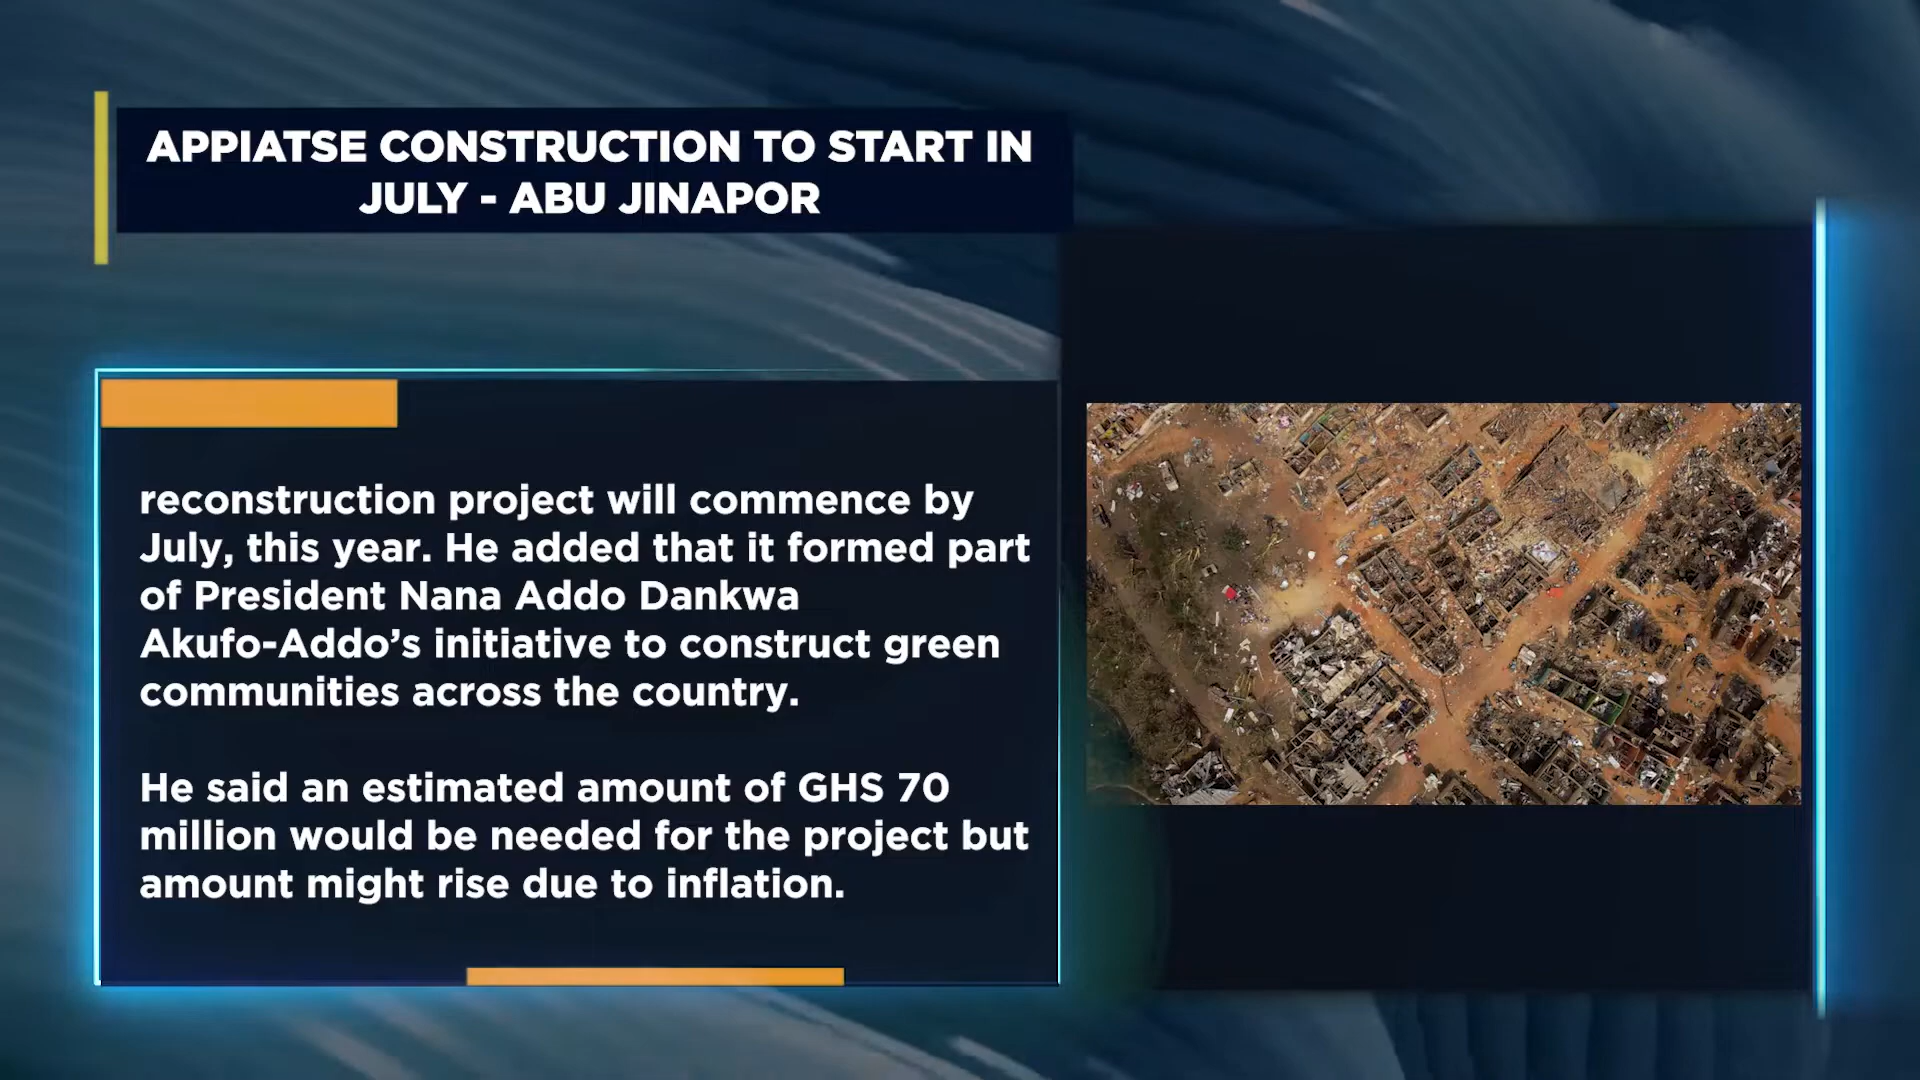 APPIATSE CONSTRUCTION TO START IN
JULY - ABU JINAPOR
reconstruction project will commence by
July, this year. He added that it formed part
of President Nana Addo Dankwa
Akufo-Addo’s initiative to construct green
communities across the country.
He said an estimated amount of GHS 70
million would be needed for the project but
amount might rise due to inflation.